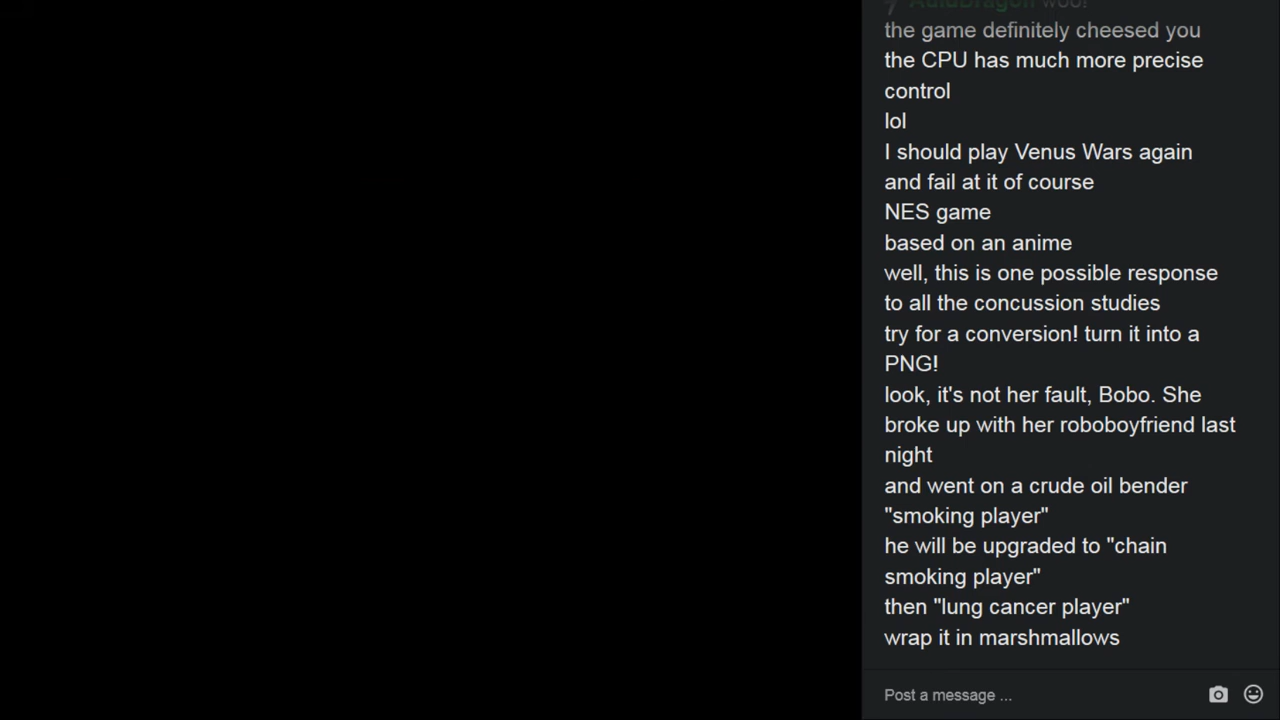 AuldDragon woo!
the game definitely cheesed you
the CPU has much more precise
control
lol
I should play Venus Wars again
and fail at it of course
NES game
based on an anime
well, this is one possible response
to all the concussion studies
try for a conversion! turn it into a
PNG!
look, it's not her fault, Bobo. She
broke up with her roboboyfriend last
night
and went on a crude oil bender
"smoking player"
he will be upgraded to "chain
smoking player"
then "lung cancer player"
wrap it in marshmallows
Post a message ...